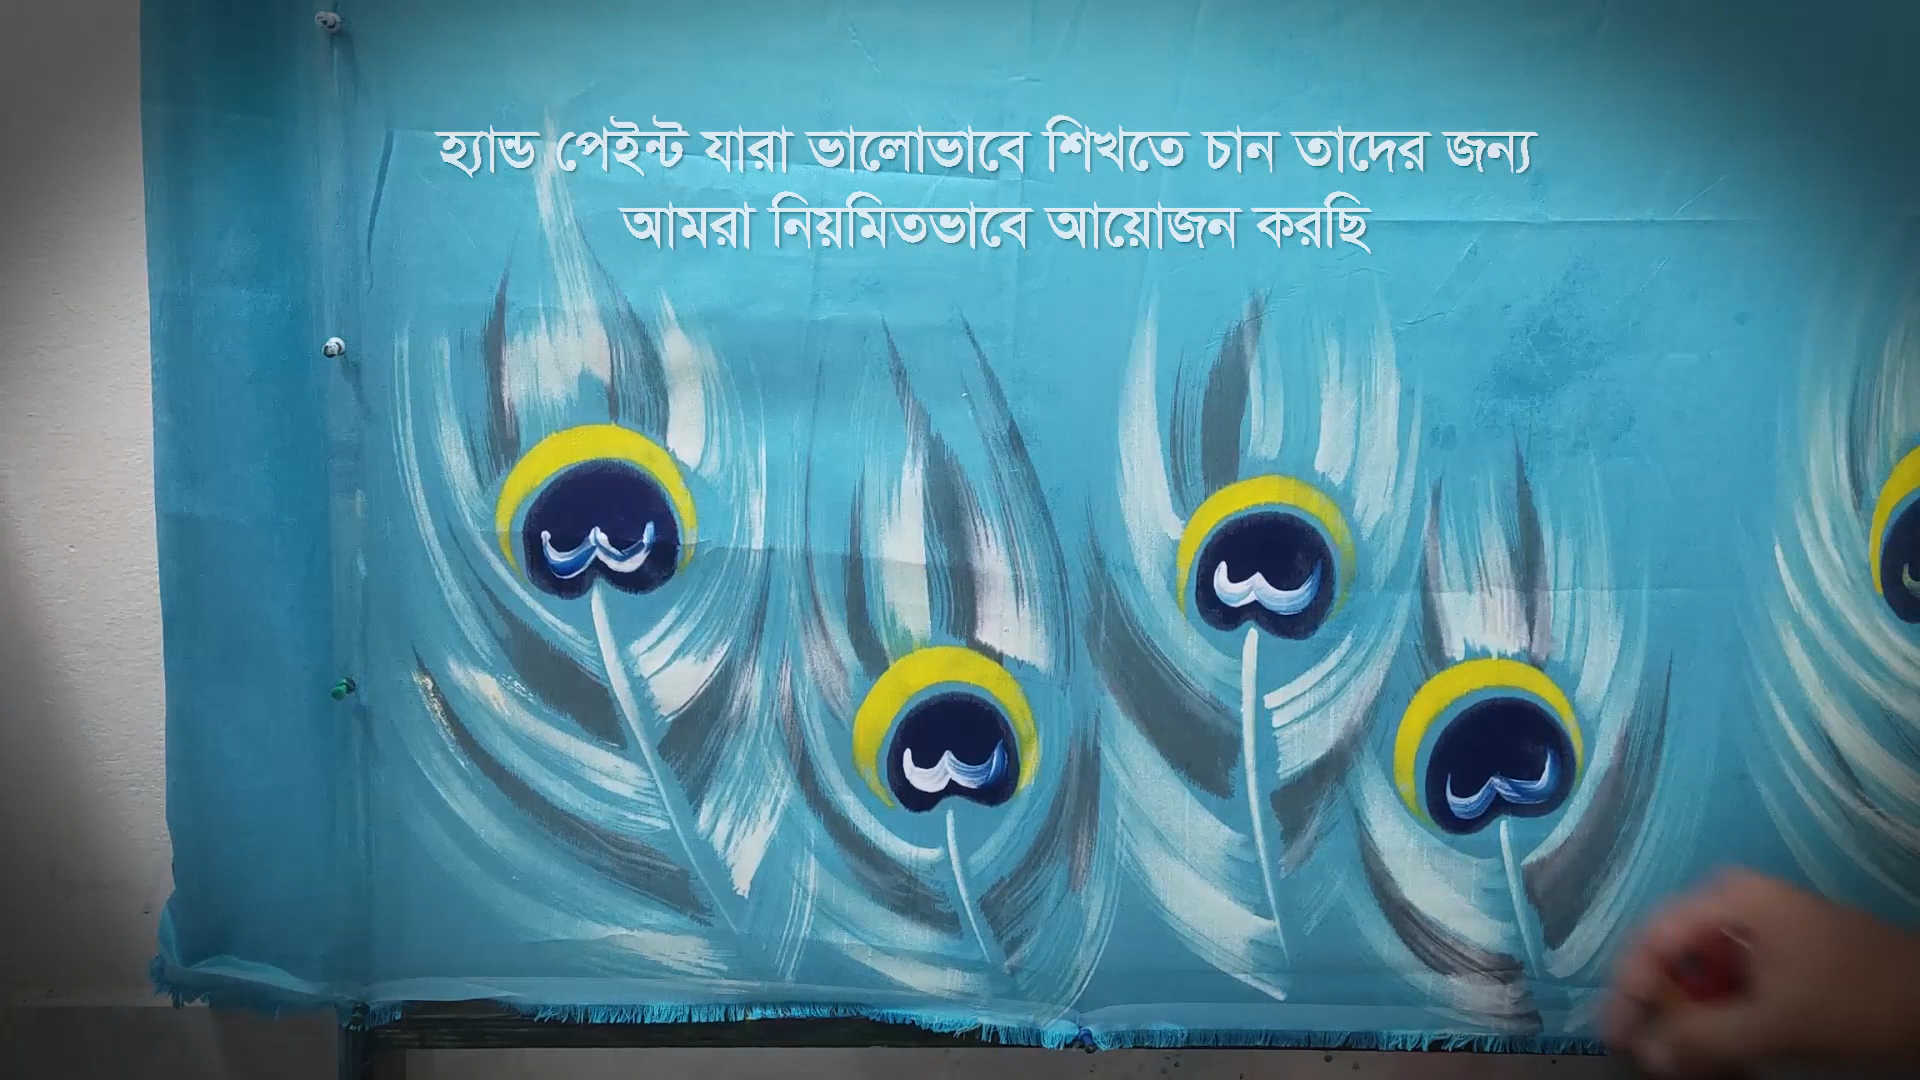 হ্যান্ড পেইন্ট যারা ভালোভাবে শিখতে চান তাদের জন্য
আমরা নিয়মিতভাবে আয়োজন করছি